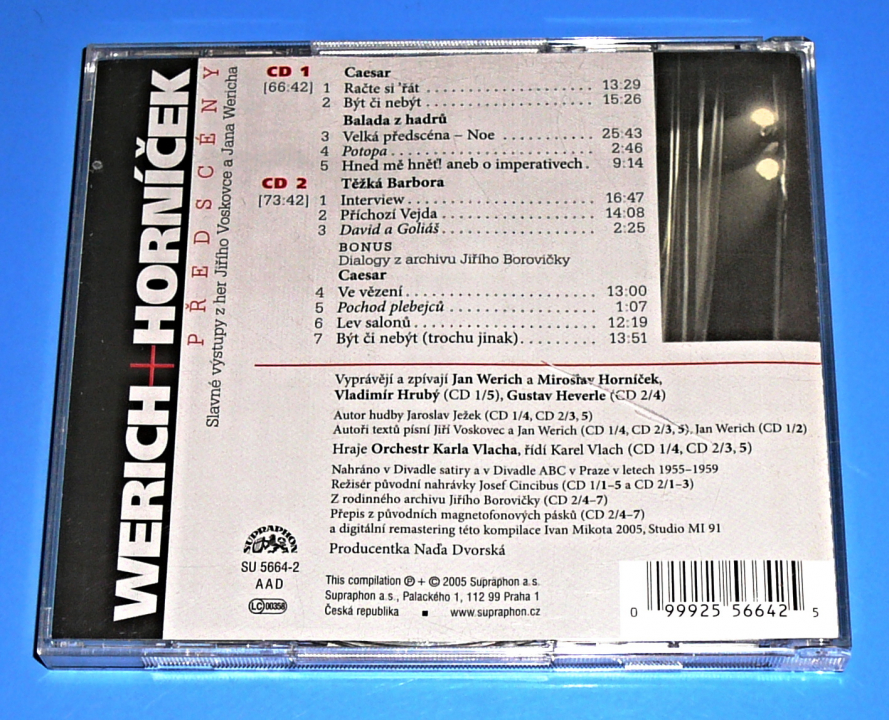 WERICH+HORNÍČEK
PŘEDSCÉNY
Slavné výstupy z her Jiřího Voskovce a Jana Wericha
CD 1 Caesar
[66:42] 1 Račte si 'řát 13:29
2 Být či nebýt 15:26
Balada z hadrů
3 Velká předscéna – Noe 25:43
4 Potopa 2:46
5 Hned mě hněť! aneb o imperativech 9:14
CD 2 Těžká Barbora
[73:42] 1 Interview 16:47
2 Příchozí Vejda 14:08
3 David a Goliáš 2:25
BONUS
Dialogy z archivu Jiřího Borovičky
Caesar
4 Ve vězení 13:00
5 Pochod plebejců 1:07
6 Lev salonů 12:19
7 Být či nebýt (trochu jinak) 13:51
Vyprávějí a zpívají Jan Werich a Miroslav Horníček,
Vladimír Hrubý (CD 1/5), Gustav Heverle (CD 2/4)
Autor hudby Jaroslav Ježek (CD 1/4, CD 2/3, 5)
Autoři textů písní Jiří Voskovec a Jan Werich (CD 1/4, CD 2/3, 5), Jan Werich (CD 1/2)
Hraje Orchestr Karla Vlacha, řídí Karel Vlach (CD 1/4, CD 2/3, 5)
Nahráno v Divadle satiry a v Divadle ABC v Praze v letech 1955–1959
Režisér původní nahrávky Josef Cincibus (CD 1/1–5 a CD 2/1–3)
Z rodinného archivu Jiřího Borovičky (CD 2/4–7)
Přepis z původních magnetofonových pásků (CD 2/4–7)
a digitální remastering této kompilace Ivan Mikota 2005, Studio MI 91
Producentka Naďa Dvorská
SUPRAPHON
SU 5664-2
AAD
LC 00358
This compilation ℗ + © 2005 Supraphon a.s.
Supraphon a.s., Palackého 1, 112 99 Praha 1
Česká republika ■ www.supraphon.cz
0 99925 56642 5